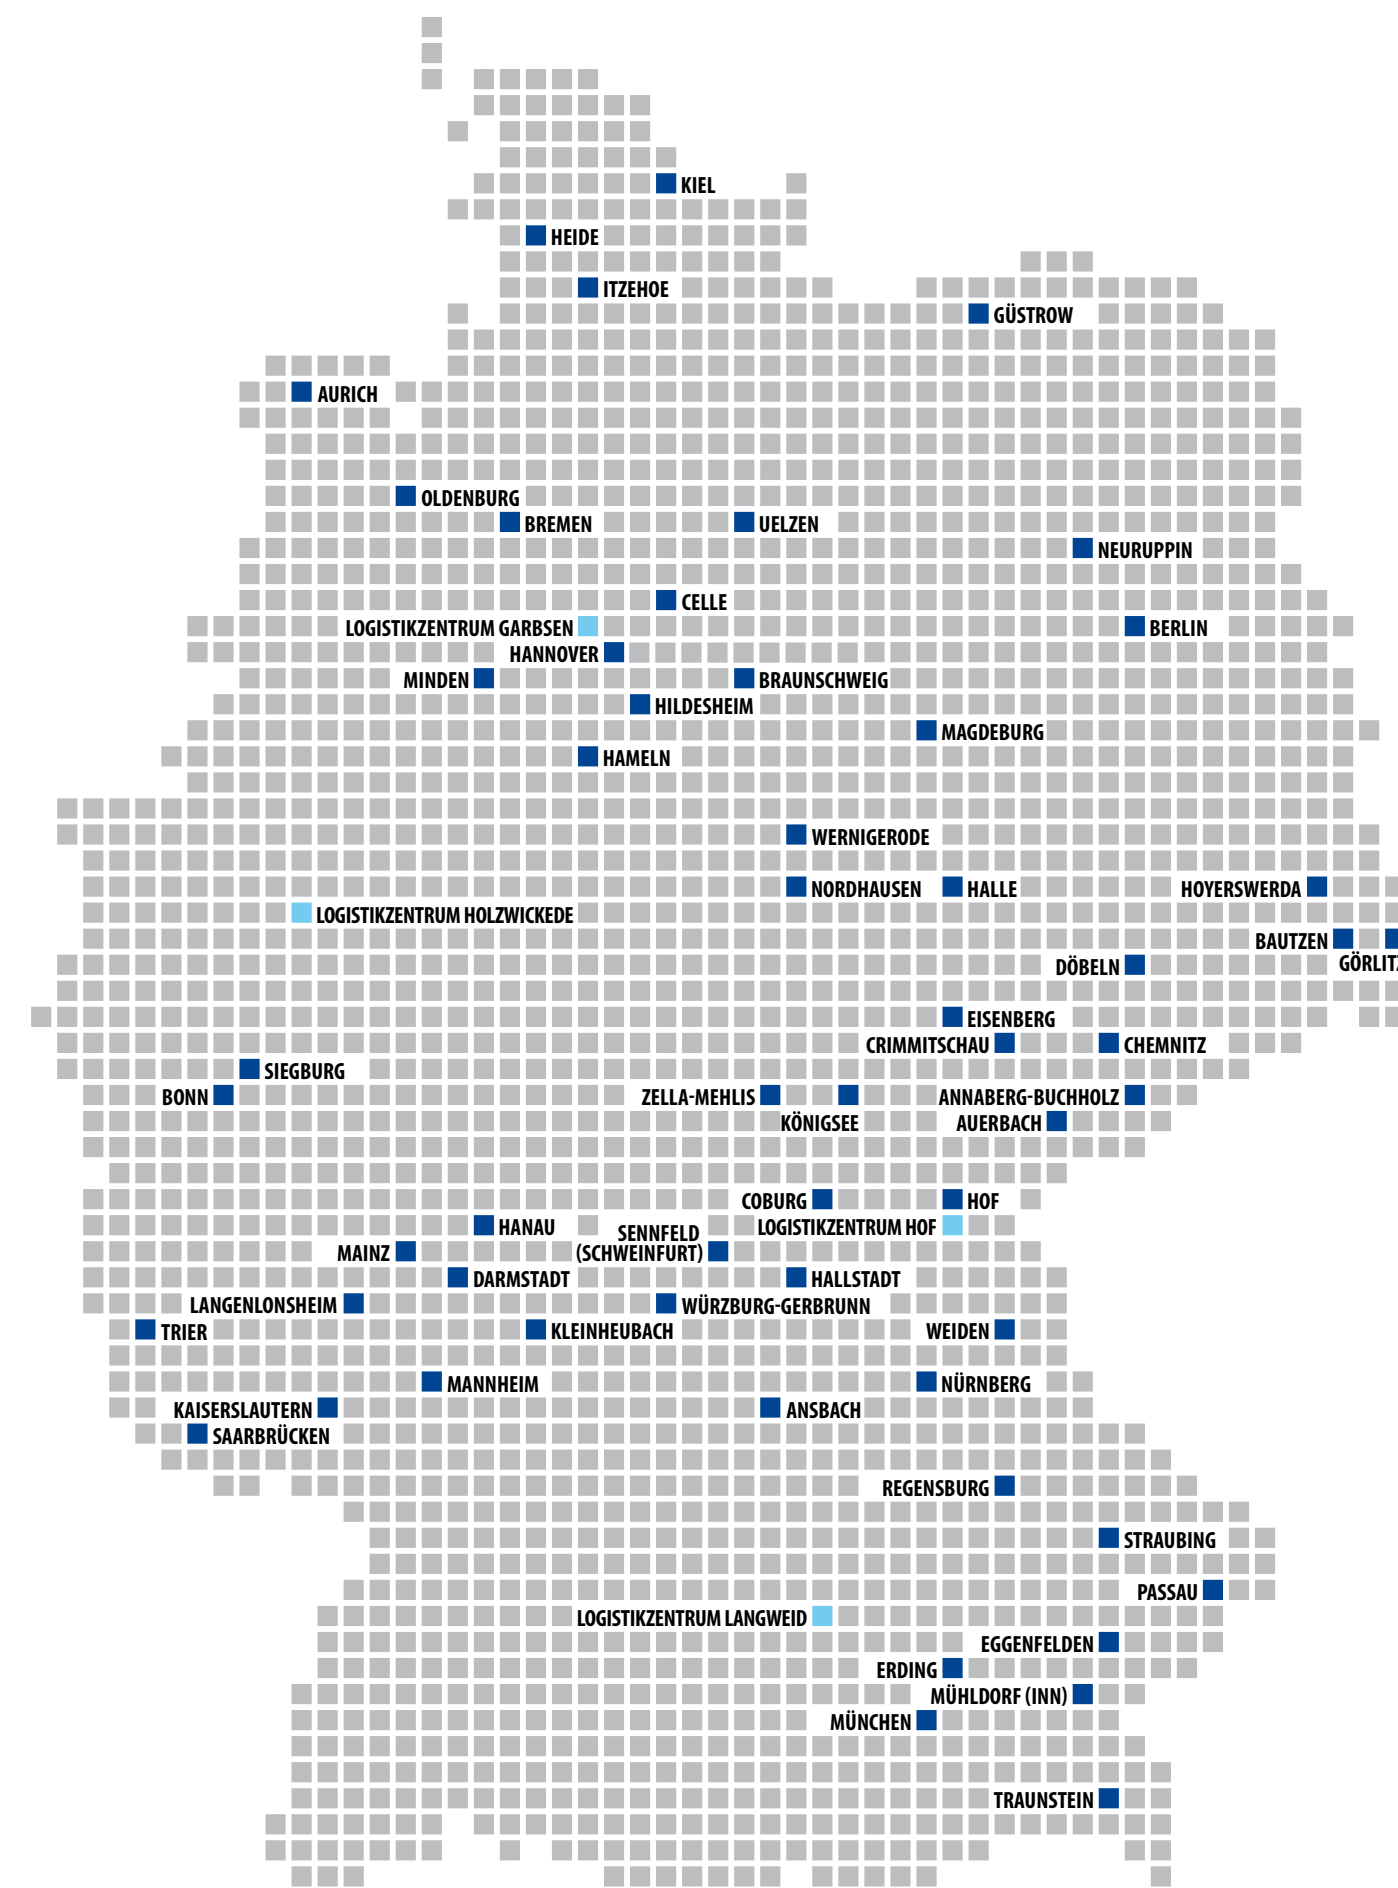 KIEL
HEIDE
ITZEHOE
GÜSTROW
AURICH
OLDENBURG
BREMEN
UELZEN
NEURUPPIN
CELLE
LOGISTIKZENTRUM GARBSEN
BERLIN
HANNOVER
MINDEN
BRAUNSCHWEIG
HILDESHEIM
MAGDEBURG
HAMELN
WERNIGERODE
NORDHAUSEN
HALLE
HOYERSWERDA
LOGISTIKZENTRUM HOLZWICKEDE
BAUTZEN
DÖBELN
GÖRLITZ
EISENBERG
CRIMMITSCHAU
CHEMNITZ
SIEGBURG
BONN
ZELLA-MEHLIS
ANNABERG-BUCHHOLZ
KÖNIGSEE
AUERBACH
COBURG
HOF
HANAU
SENNFELD
(SCHWEINFURT)
LOGISTIKZENTRUM HOF
MAINZ
DARMSTADT
HALLSTADT
LANGENLONSHEIM
WÜRZBURG-GERBRUNN
TRIER
KLEINHEUBACH
WEIDEN
MANNHEIM
NÜRNBERG
KAISERSLAUTERN
ANSBACH
SAARBRÜCKEN
REGENSBURG
STRAUBING
PASSAU
LOGISTIKZENTRUM LANGWEID
EGGENFELDEN
ERDING
MÜHLDORF (INN)
MÜNCHEN
TRAUNSTEIN